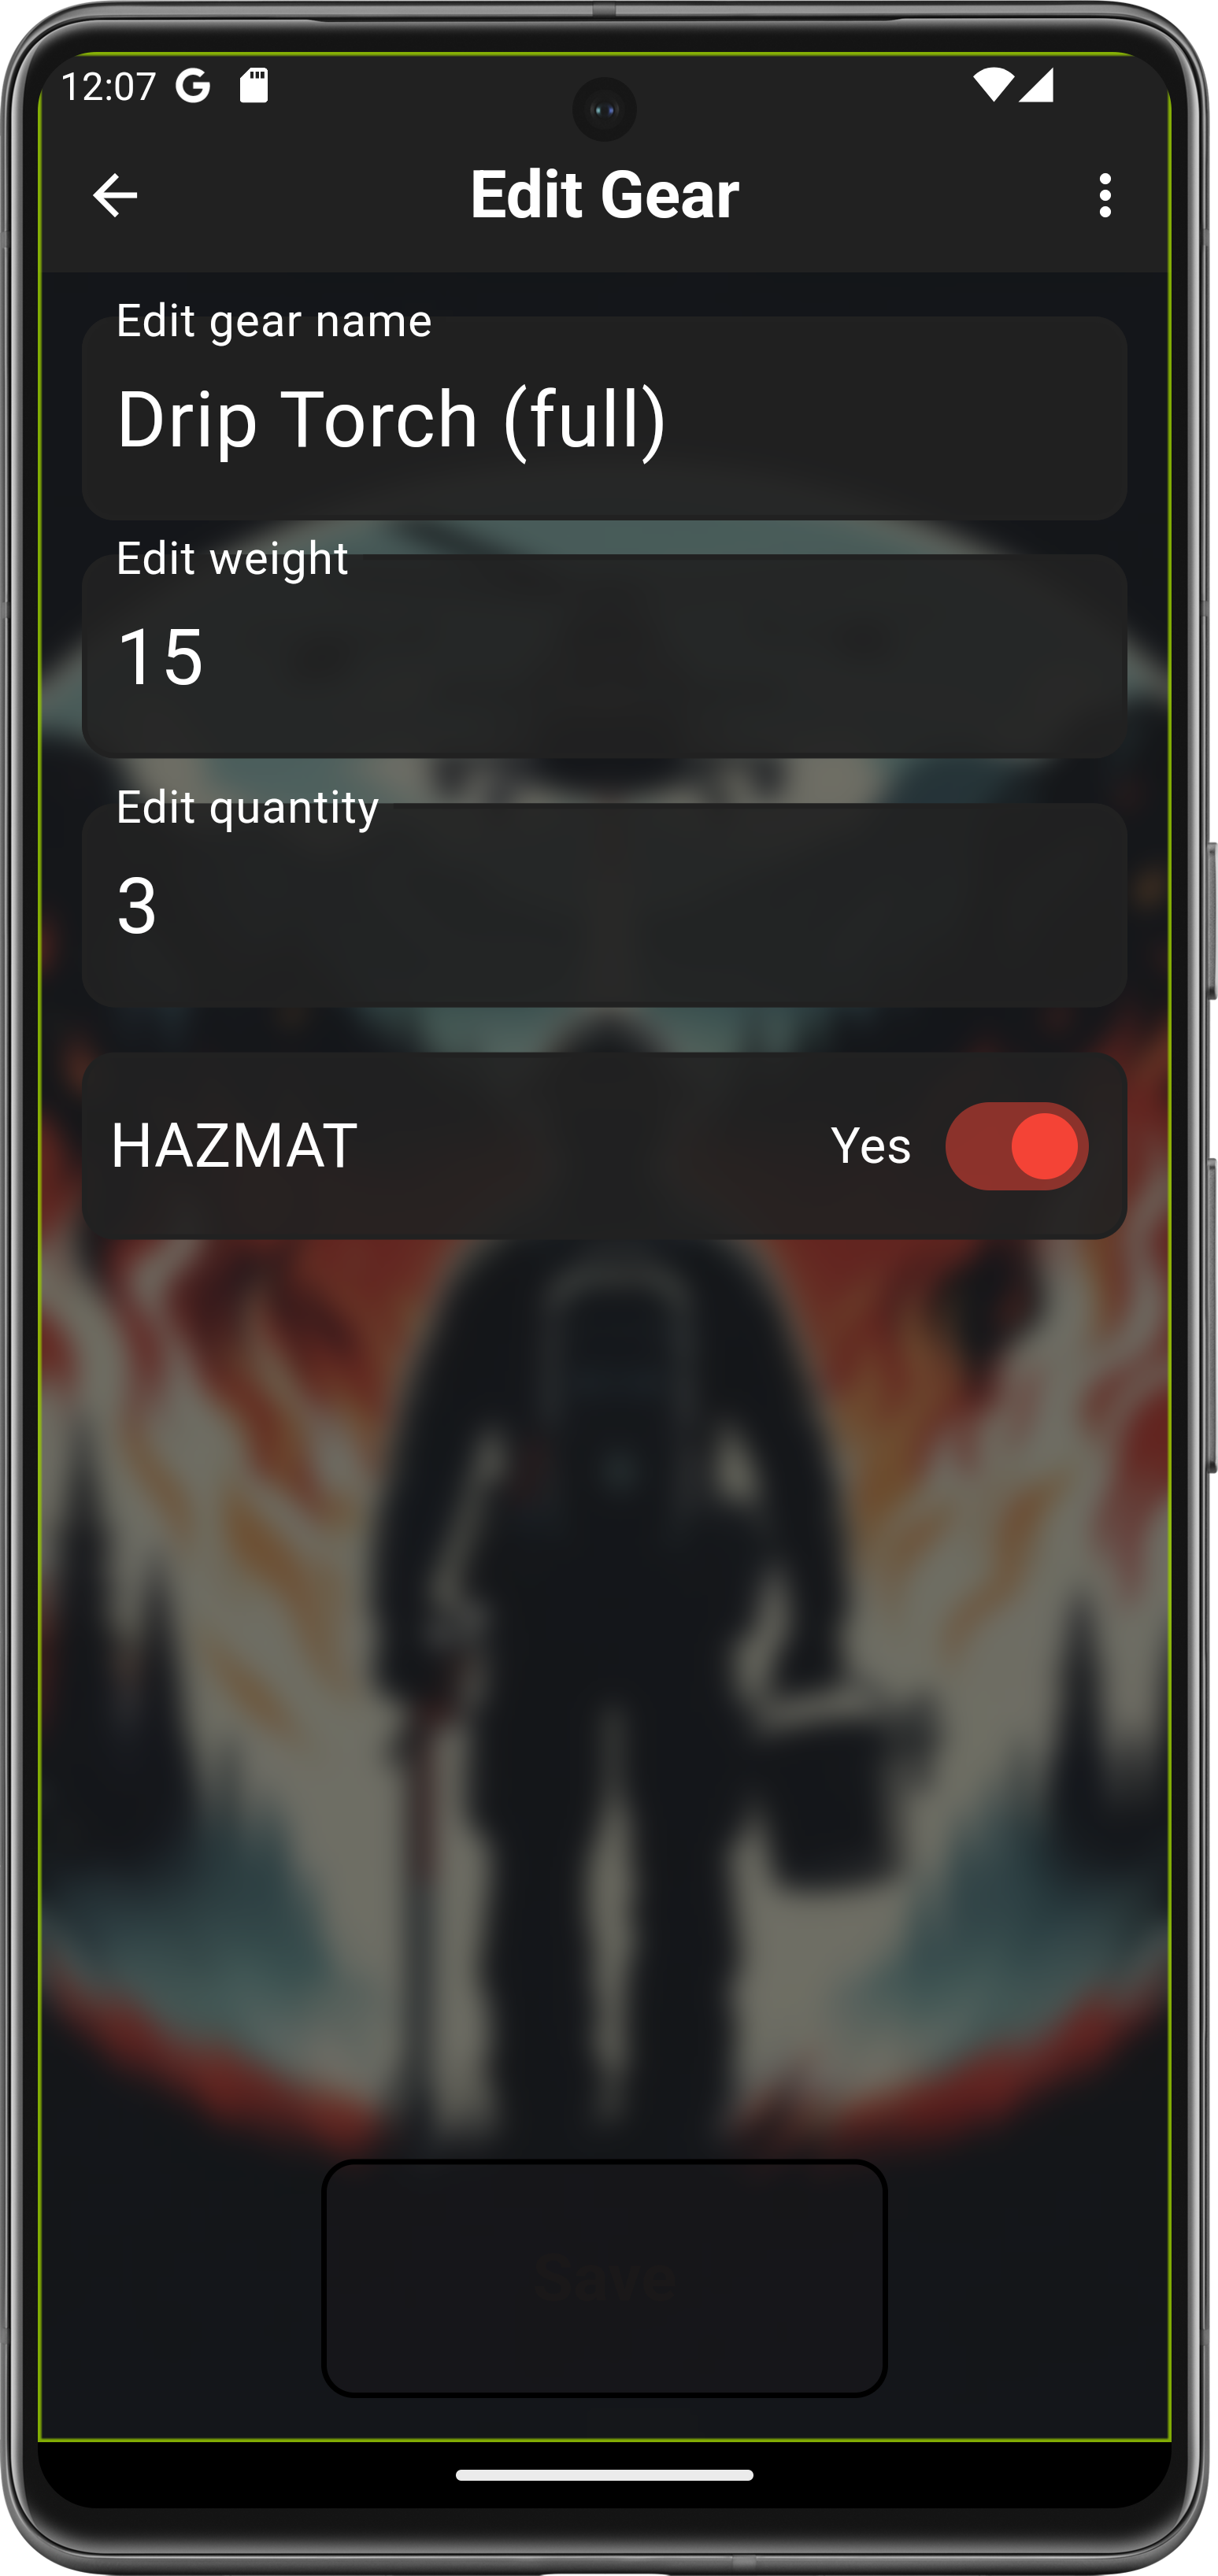 12:07
Edit Gear
Edit gear name
Drip Torch (full)
Edit weight
15
Edit quantity
3
HAZMAT Yes
Save